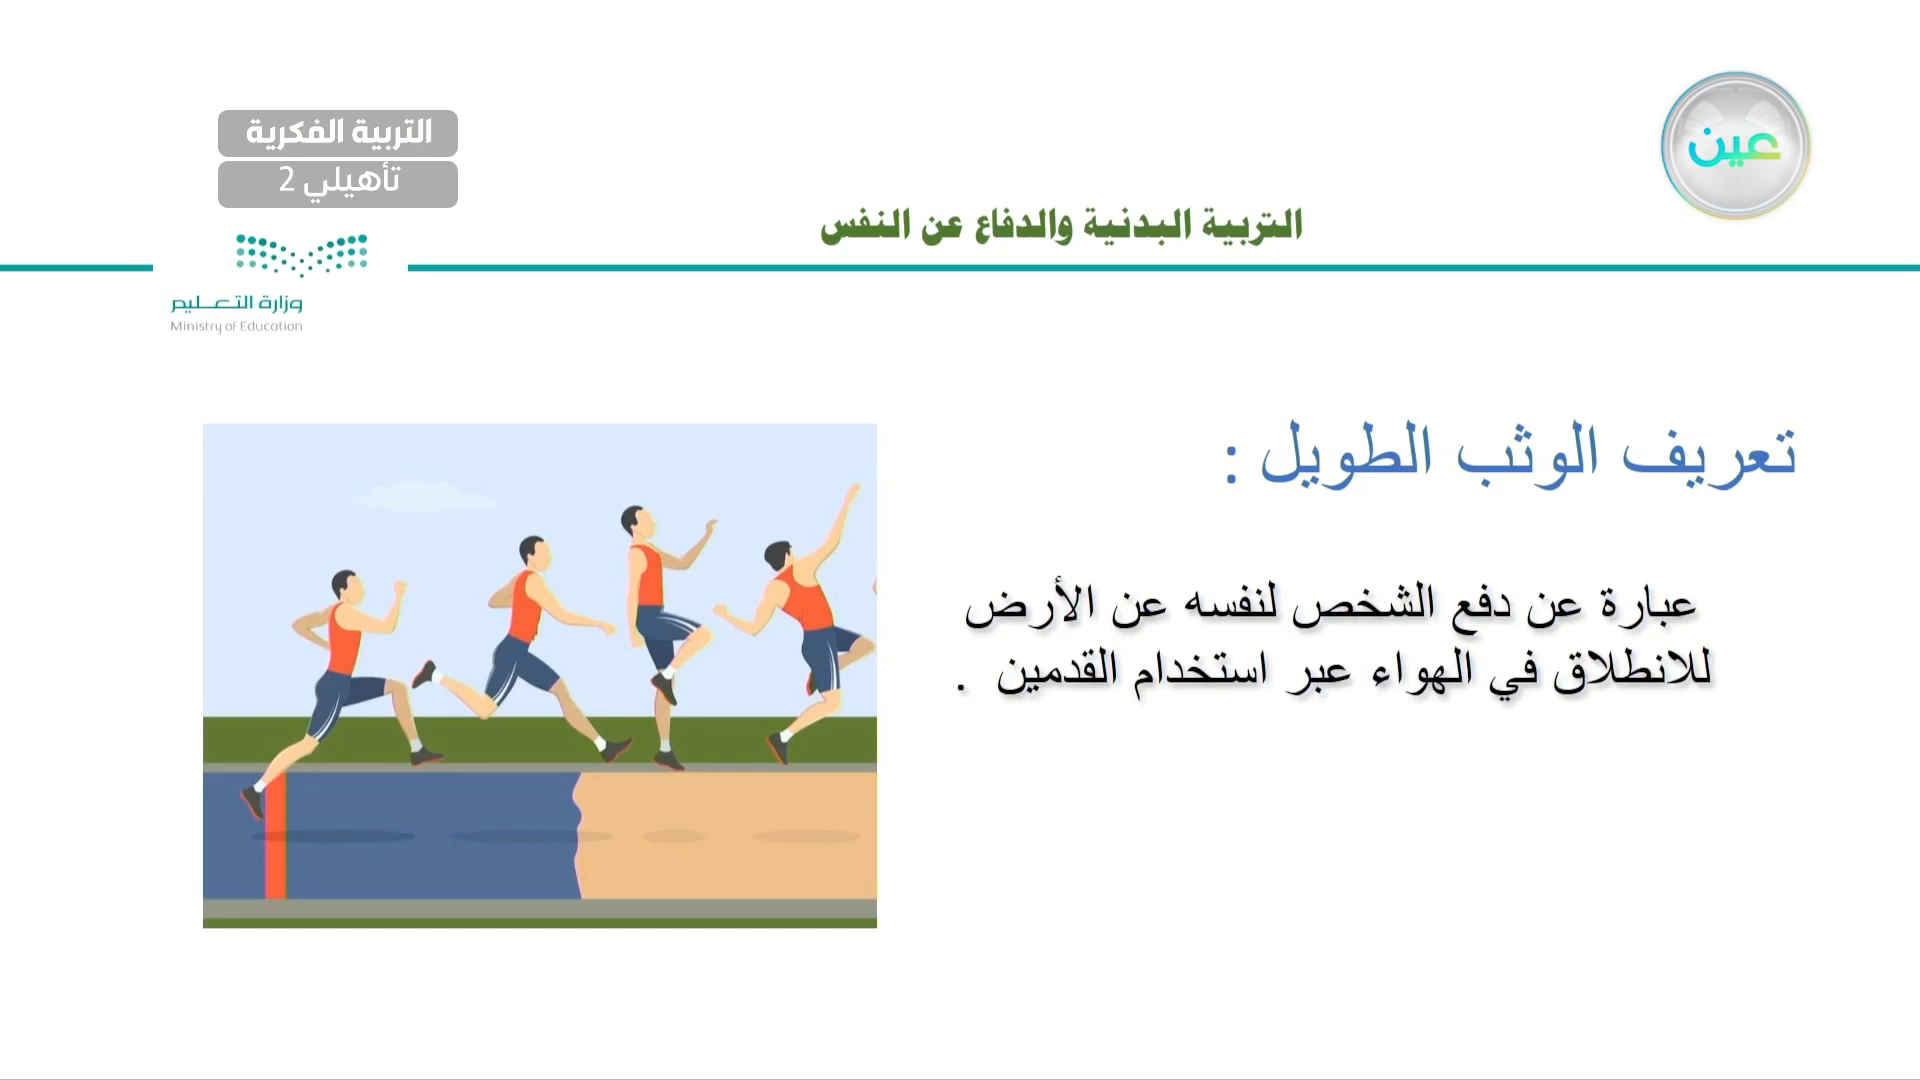 عين
التربية الفكرية
تأهيلي 2
التربية البدنية والدفاع عن النفس
وزارة التعليم
Ministry of Education
تعريف الوثب الطويل :
عبارة عن دفع الشخص لنفسه عن الأرض
للانطلاق في الهواء عبر استخدام القدمين .